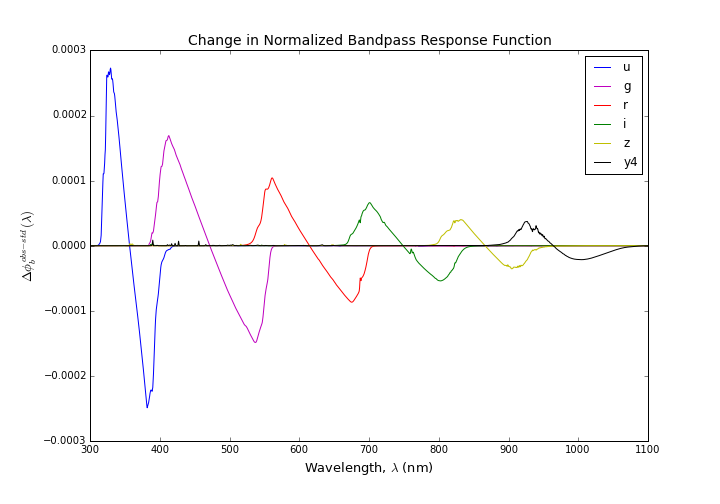 Change in Normalized Bandpass Response Function
0.0003
0.0002
0.0001
0.0000
−0.0001
−0.0002
−0.0003
Δϕ_b^{obs−std}(λ)
u
g
r
i
z
y4
300 400 500 600 700 800 900 1000 1100
Wavelength, λ (nm)